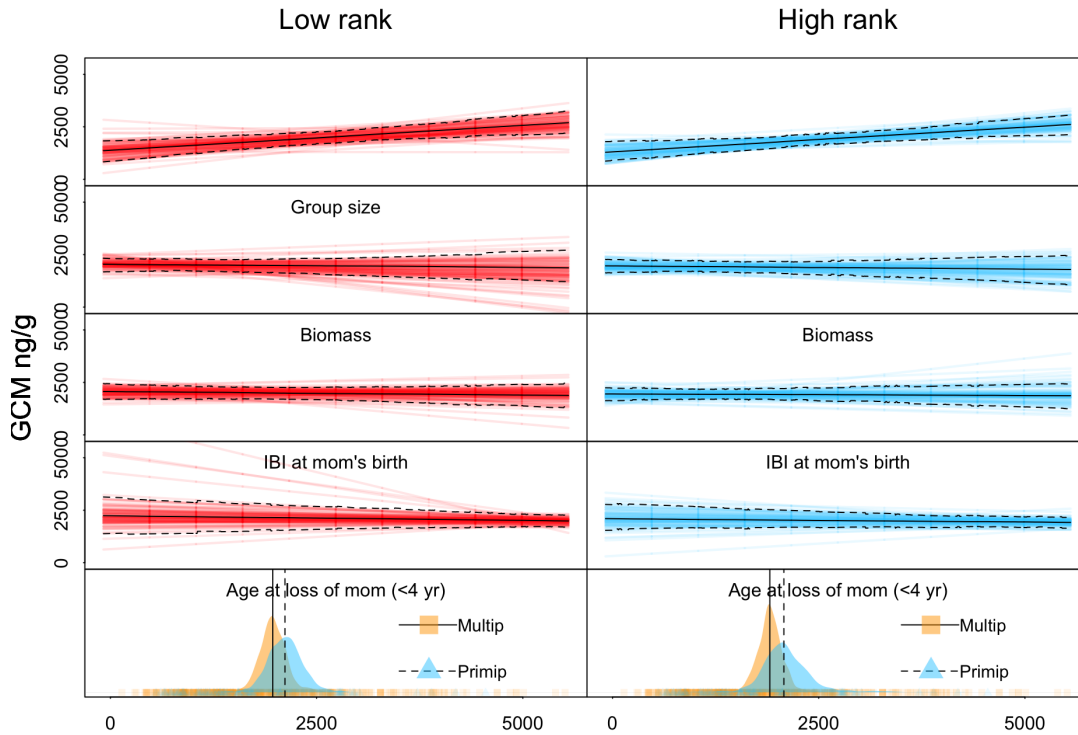 Low rank
High rank
5000
2500
50000
2500
50000
2500
50000
2500
0
GCM ng/g
Group size
Biomass
Biomass
IBI at mom's birth
IBI at mom's birth
Age at loss of mom (<4 yr)
Multip
Primip
Age at loss of mom (<4 yr)
Multip
Primip
0
2500
5000
0
2500
5000